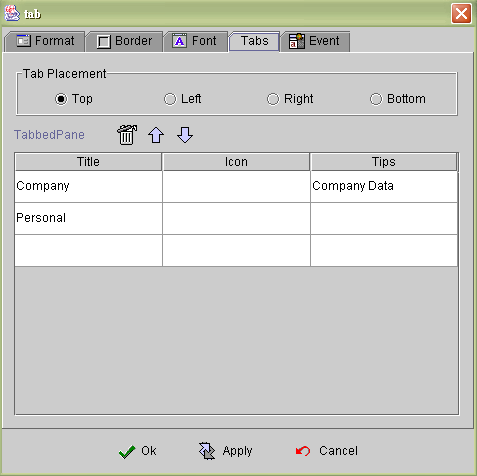 tab
Format Border Font Tabs Event
Tab Placement
Top Left Right Bottom
TabbedPane
Title Icon Tips
Company Company Data
Personal
Ok Apply Cancel